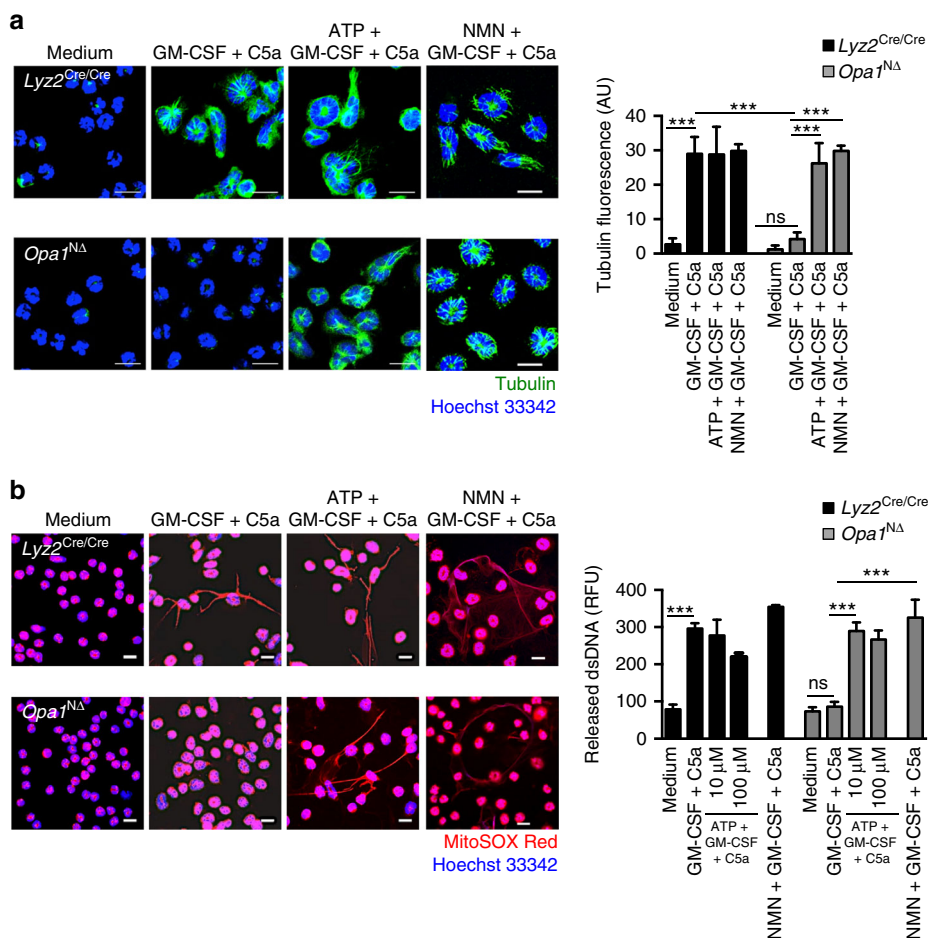 a
Medium
GM-CSF + C5a
ATP +
GM-CSF + C5a
NMN +
GM-CSF + C5a
Lyz2Cre/Cre
Opa1NΔ
Tubulin
Hoechst 33342
Lyz2Cre/Cre
Opa1NΔ
Tubulin fluorescence (AU)
40
30
20
10
0
***
***
***
***
ns
Medium
GM-CSF + C5a
ATP + GM-CSF + C5a
NMN + GM-CSF + C5a
Medium
GM-CSF + C5a
ATP + GM-CSF + C5a
NMN + GM-CSF + C5a
b
Medium
GM-CSF + C5a
ATP +
GM-CSF + C5a
NMN +
GM-CSF + C5a
Lyz2Cre/Cre
Opa1NΔ
MitoSOX Red
Hoechst 33342
Lyz2Cre/Cre
Opa1NΔ
Released dsDNA (RFU)
400
300
200
100
0
***
***
***
ns
Medium
GM-CSF + C5a
10 μM
100 μM
ATP +
GM-CSF
+ C5a
NMN + GM-CSF + C5a
Medium
GM-CSF + C5a
10 μM
100 μM
ATP +
GM-CSF
+ C5a
NMN + GM-CSF + C5a